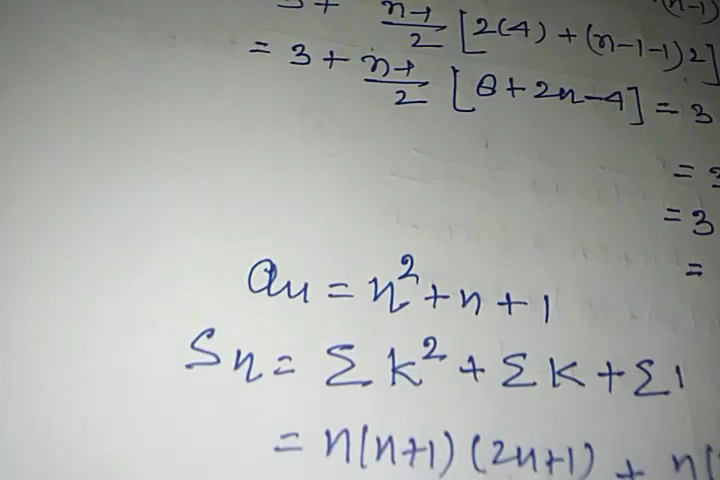 3 + n-1/2 [2(4) + (n-1-1)2]
= 3 + n-1/2 [8 + 2n - 4] = 3
=
= 3
=
an = n² + n + 1
Sn = Σk² + Σk + Σ1
= n(n+1)(2n+1) + n(